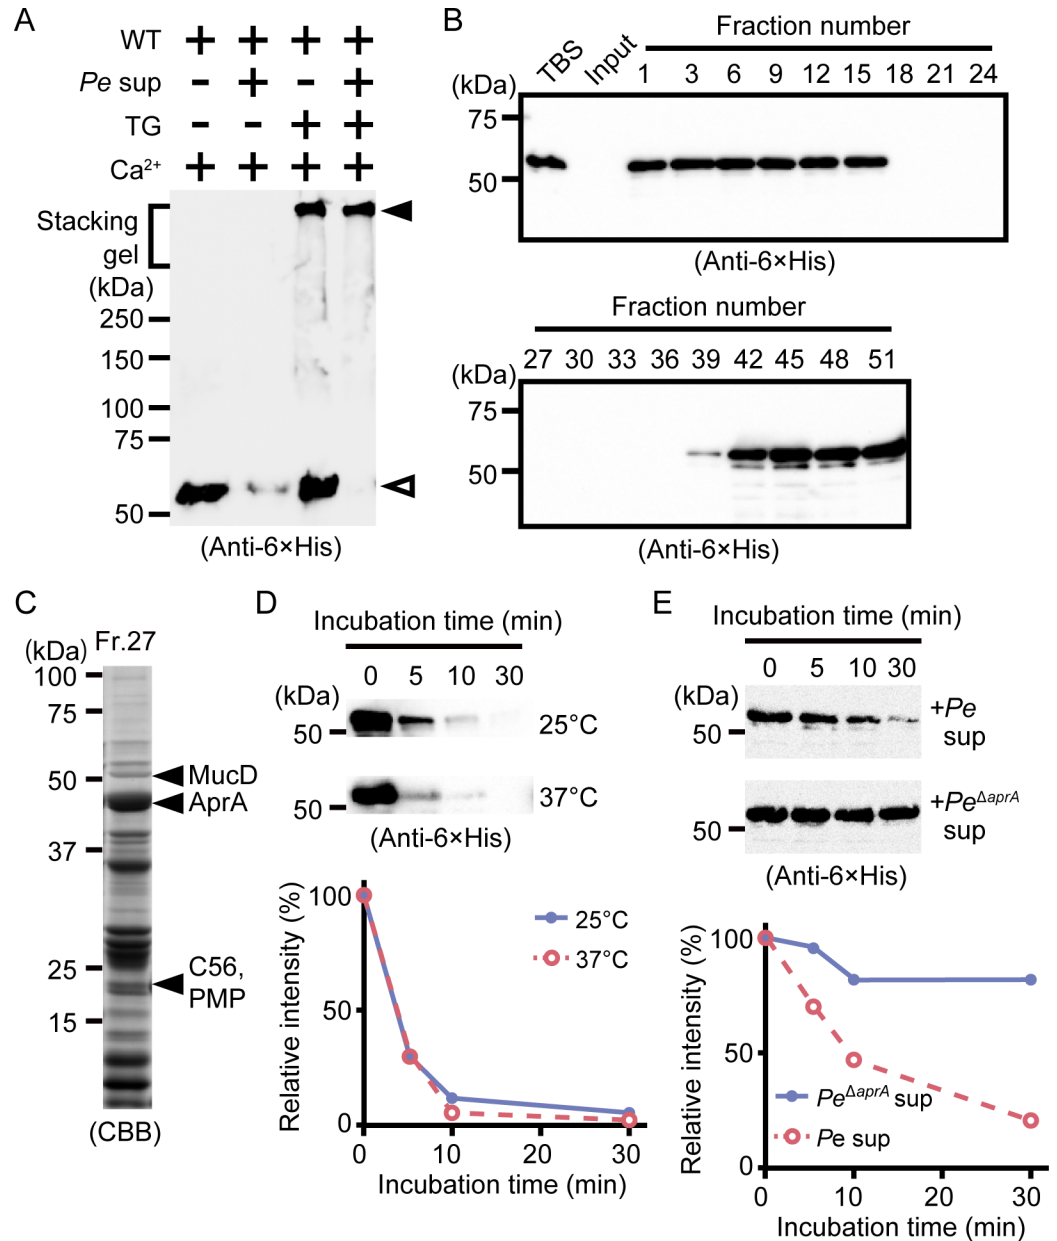 A
WT + + + +
Pe sup - + - +
TG - - + +
Ca2+ + + + +
Stacking
gel
(kDa)
250
150
100
75
50
(Anti-6×His)
B
Fraction number
TBS Input 1 3 6 9 12 15 18 21 24
(kDa)
75
50
(Anti-6×His)
Fraction number
27 30 33 36 39 42 45 48 51
(kDa)
75
50
(Anti-6×His)
C
(kDa) Fr.27
100
75
50
37
25
15
MucD
AprA
C56,
PMP
(CBB)
D
Incubation time (min)
0 5 10 30
(kDa)
50
25°C
50
37°C
(Anti-6×His)
Relative intensity (%)
100
50
0
25°C
37°C
0 10 20 30
Incubation time (min)
E
Incubation time (min)
0 5 10 30
(kDa)
50
+Pe
sup
50
+PeΔaprA
sup
(Anti-6×His)
Relative intensity (%)
100
50
0
PeΔaprA sup
Pe sup
0 10 20 30
Incubation time (min)